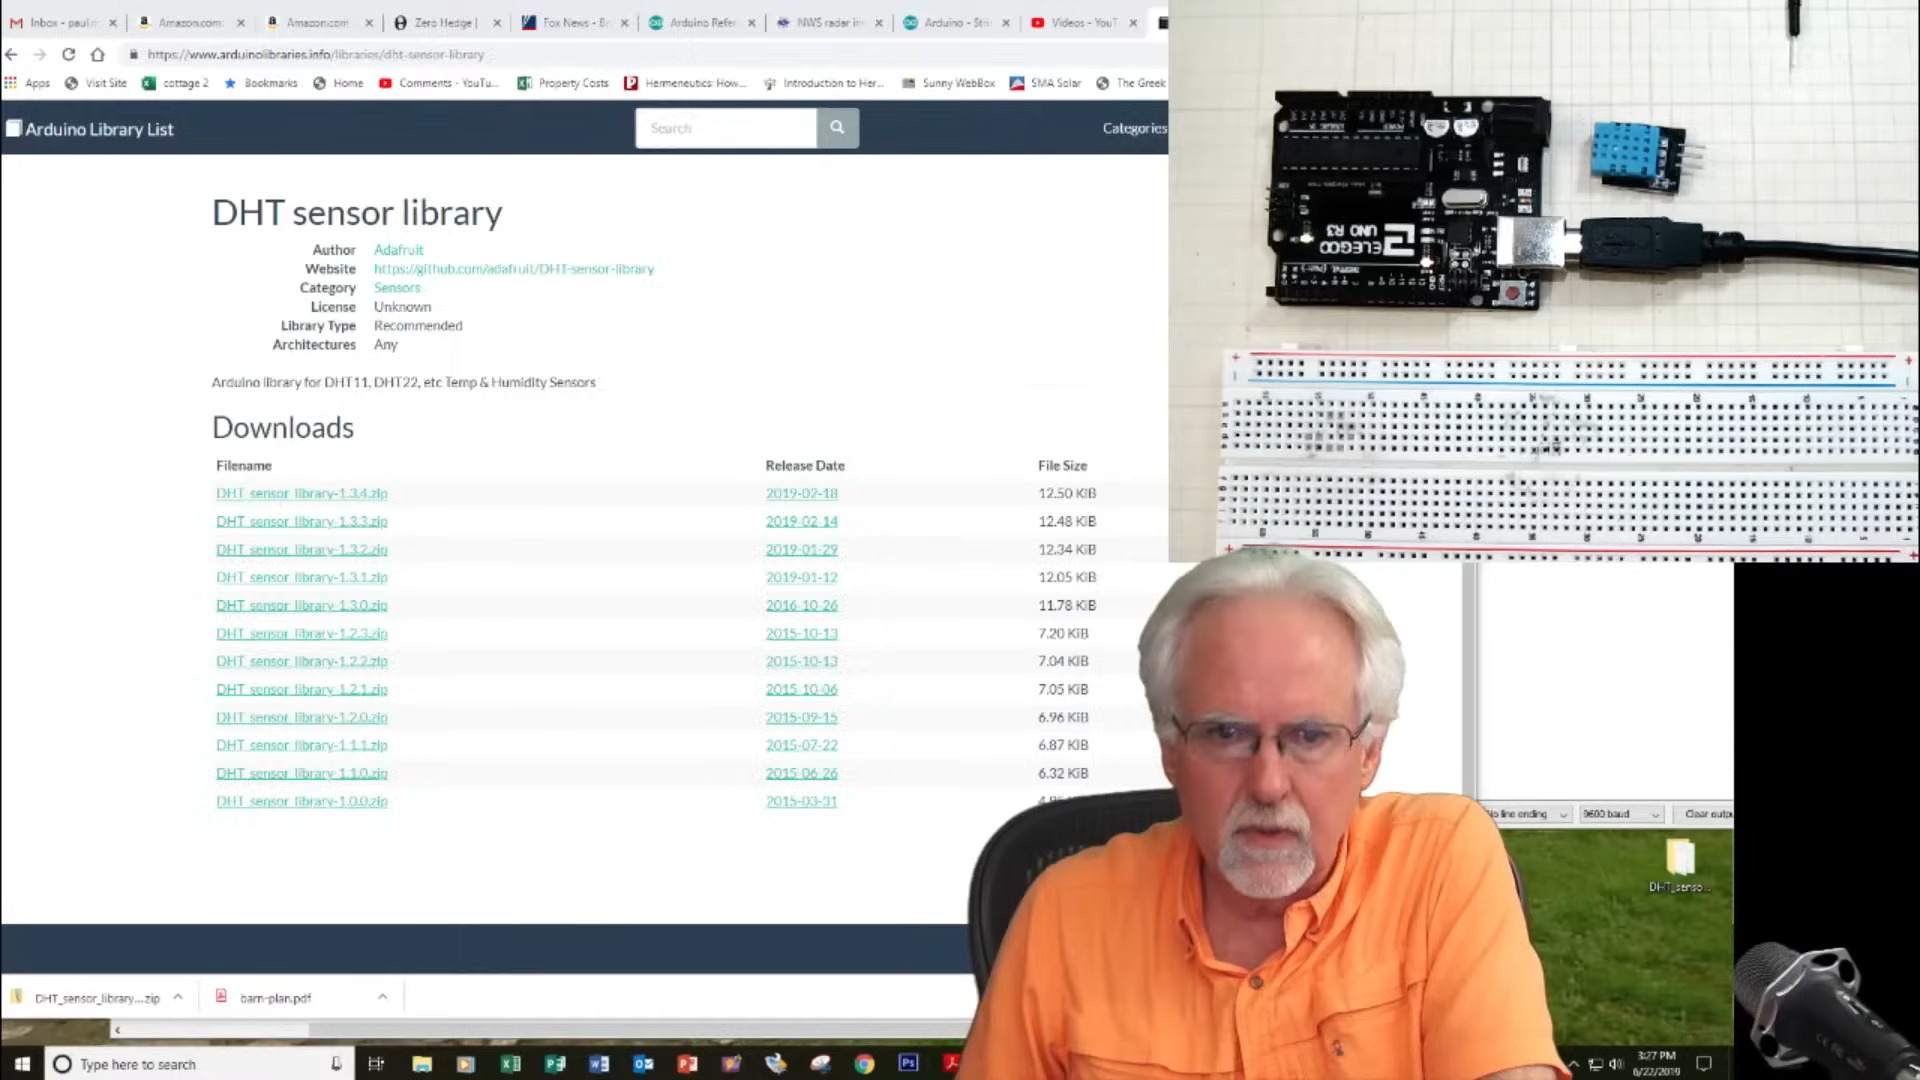 Inbox - paul.m
Amazon.com:
Amazon.com
Zero Hedge |
Fox News - Br
Arduino Refer
NWS radar im
Arduino - Stri
Videos - YouT
https://www.arduinolibraries.info/libraries/dht-sensor-library
Apps
Visit Site
cottage 2
Bookmarks
Home
Comments - YouTu...
Property Costs
Hermeneutics: How...
Introduction to Her...
Sunny WebBox
SMA Solar
The Greek
Arduino Library List
Search
Categories
DHT sensor library
Author Adafruit
Website https://github.com/adafruit/DHT-sensor-library
Category Sensors
License Unknown
Library Type Recommended
Architectures Any
Arduino library for DHT11, DHT22, etc Temp & Humidity Sensors
Downloads
Filename Release Date File Size
DHT_sensor_library-1.3.4.zip 2019-02-18 12.50 KiB
DHT_sensor_library-1.3.3.zip 2019-02-14 12.48 KiB
DHT_sensor_library-1.3.2.zip 2019-01-29 12.34 KiB
DHT_sensor_library-1.3.1.zip 2019-01-12 12.05 KiB
DHT_sensor_library-1.3.0.zip 2016-10-26 11.78 KiB
DHT_sensor_library-1.2.3.zip 2015-10-13 7.20 KiB
DHT_sensor_library-1.2.2.zip 2015-10-13 7.04 KiB
DHT_sensor_library-1.2.1.zip 2015-10-06 7.05 KiB
DHT_sensor_library-1.2.0.zip 2015-09-15 6.96 KiB
DHT_sensor_library-1.1.1.zip 2015-07-22 6.87 KiB
DHT_sensor_library-1.1.0.zip 2015-06-26 6.32 KiB
DHT_sensor_library-1.0.0.zip 2015-03-31
ELEGOO
UNO R3
No line ending
9600 baud
Clear outpu
DHT_senso...
DHT_sensor_library....zip
barn-plan.pdf
Type here to search
3:27 PM
6/22/2019